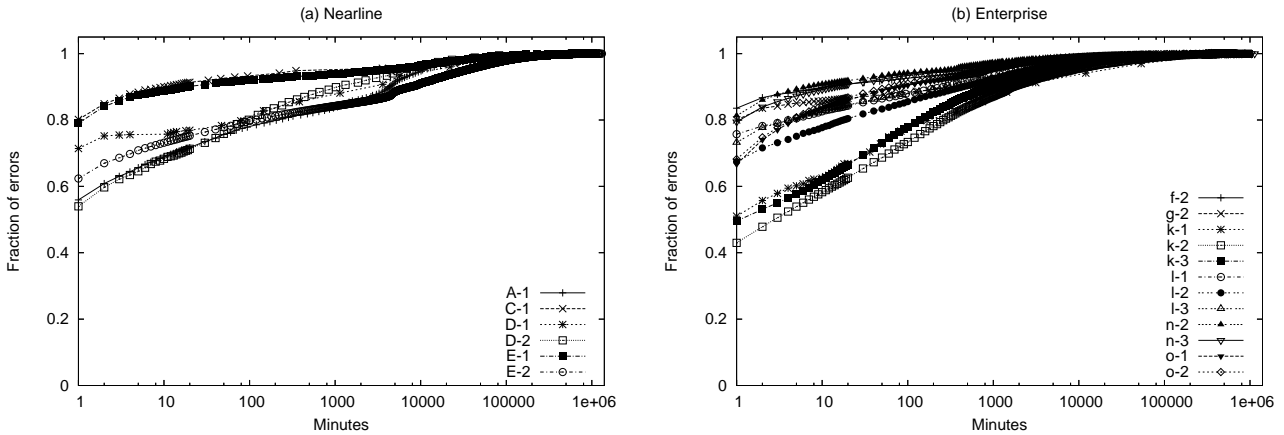 (a) Nearline
1
0.8
0.6
0.4
0.2
0
Fraction of errors
A-1
C-1
D-1
D-2
E-1
E-2
1 10 100 1000 10000 100000 1e+06
Minutes
(b) Enterprise
1
0.8
0.6
0.4
0.2
0
Fraction of errors
f-2
g-2
k-1
k-2
k-3
l-1
l-2
l-3
n-2
n-3
o-1
o-2
1 10 100 1000 10000 100000 1e+06
Minutes